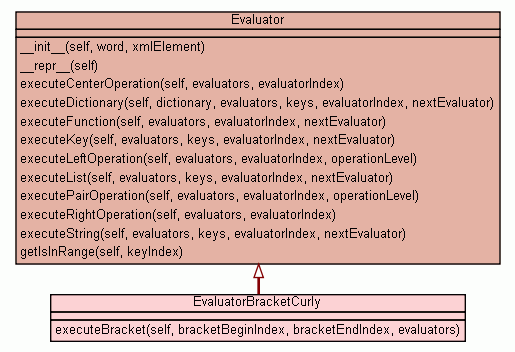 Evaluator
__init__(self, word, xmlElement)
__repr__(self)
executeCenterOperation(self, evaluators, evaluatorIndex)
executeDictionary(self, dictionary, evaluators, keys, evaluatorIndex, nextEvaluator)
executeFunction(self, evaluators, evaluatorIndex, nextEvaluator)
executeKey(self, evaluators, keys, evaluatorIndex, nextEvaluator)
executeLeftOperation(self, evaluators, evaluatorIndex, operationLevel)
executeList(self, evaluators, keys, evaluatorIndex, nextEvaluator)
executePairOperation(self, evaluators, evaluatorIndex, operationLevel)
executeRightOperation(self, evaluators, evaluatorIndex)
executeString(self, evaluators, keys, evaluatorIndex, nextEvaluator)
getIsInRange(self, keyIndex)
EvaluatorBracketCurly
executeBracket(self, bracketBeginIndex, bracketEndIndex, evaluators)